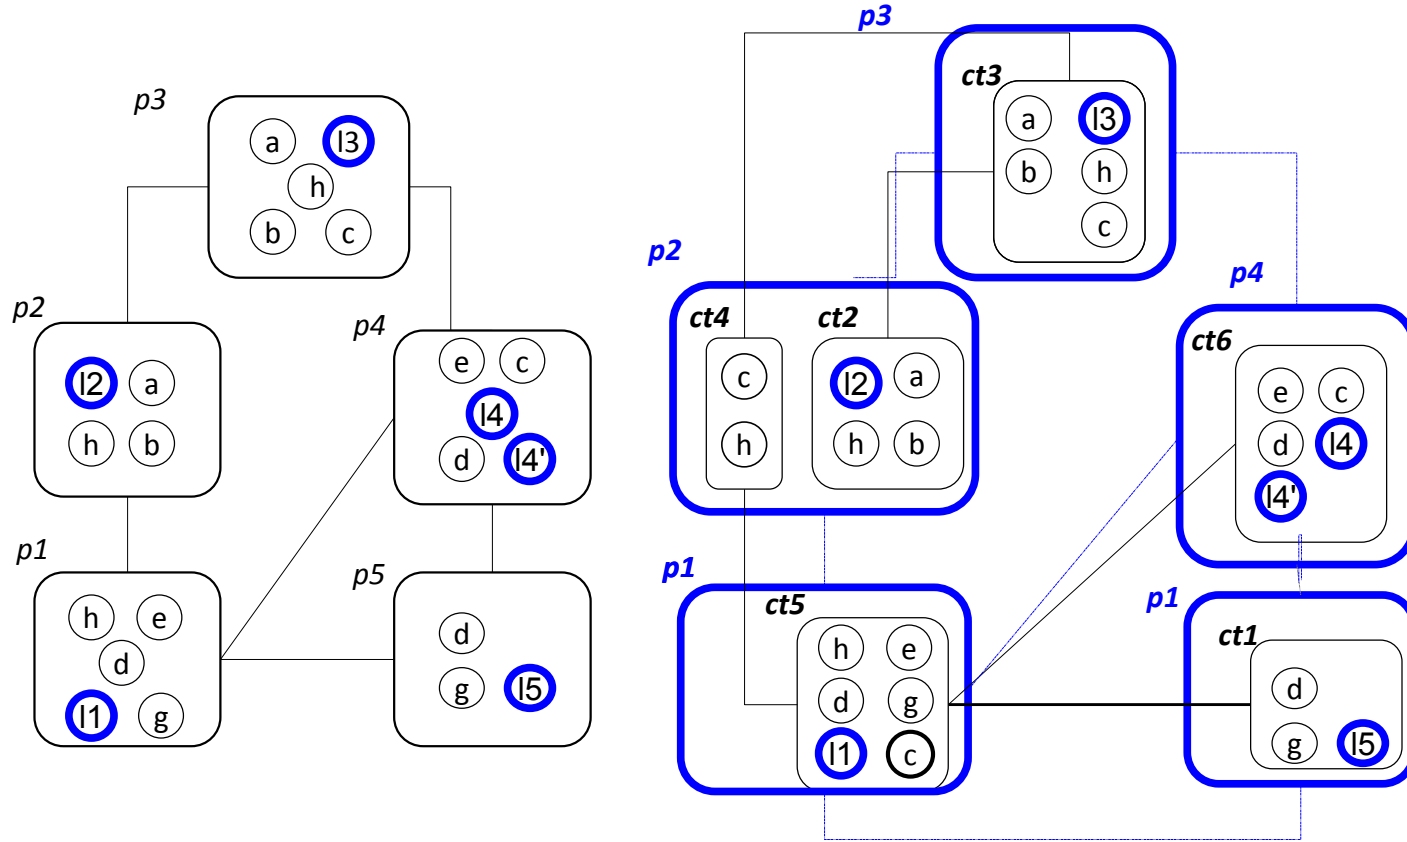 p3
a l3
h
b c
p2
l2 a
h b
p4
e c
l4
d l4'
p1
h e
d
l1 g
p5
d
g l5
p3
ct3
a l3
b h
c
p2
ct4 ct2
c l2 a
h h b
p4
ct6
e c
d l4
l4'
p1
ct5
h e
d g
l1 c
p1
ct1
d
g l5